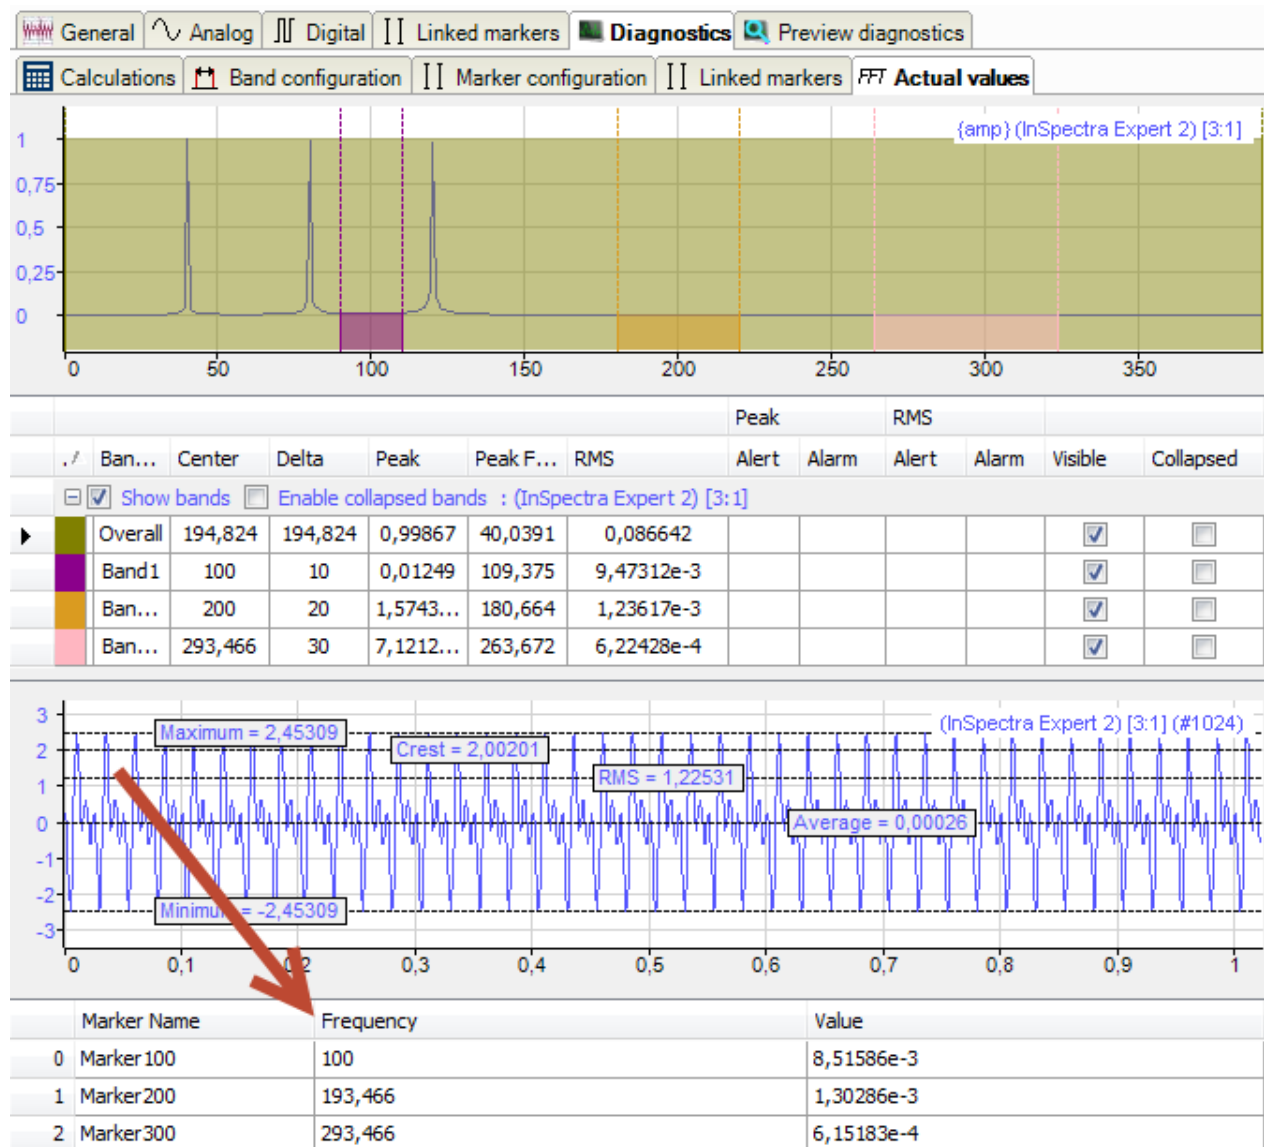 General Analog Digital Linked markers Diagnostics Preview diagnostics
Calculations Band configuration Marker configuration Linked markers FFT Actual values
{amp} (InSpectra Expert 2) [3:1]
1
0,75
0,5
0,25
0
0 50 100 150 200 250 300 350
Peak RMS
./ Ban... Center Delta Peak Peak F... RMS Alert Alarm Alert Alarm Visible Collapsed
Show bands Enable collapsed bands : (InSpectra Expert 2) [3:1]
Overall 194,824 194,824 0,99867 40,0391 0,086642
Band1 100 10 0,01249 109,375 9,47312e-3
Ban... 200 20 1,5743... 180,664 1,23617e-3
Ban... 293,466 30 7,1212... 263,672 6,22428e-4
(InSpectra Expert 2) [3:1] (#1024)
3
2
1
0
-1
-2
-3
Maximum = 2,45309
Crest = 2,00201
RMS = 1,22531
Average = 0,00026
Minimum = -2,45309
0 0,1 0,2 0,3 0,4 0,5 0,6 0,7 0,8 0,9 1
Marker Name Frequency Value
0 Marker100 100 8,51586e-3
1 Marker200 193,466 1,30286e-3
2 Marker300 293,466 6,15183e-4